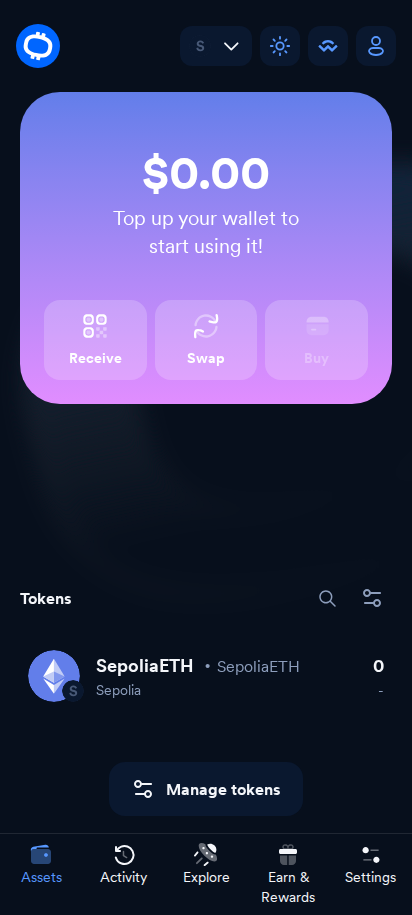 S
$0.00
Top up your wallet to
start using it!
Receive
Swap
Buy
Tokens
SepoliaETH • SepoliaETH 0
S
Sepolia -
Manage tokens
Assets
Activity
Explore
Earn &
Rewards
Settings